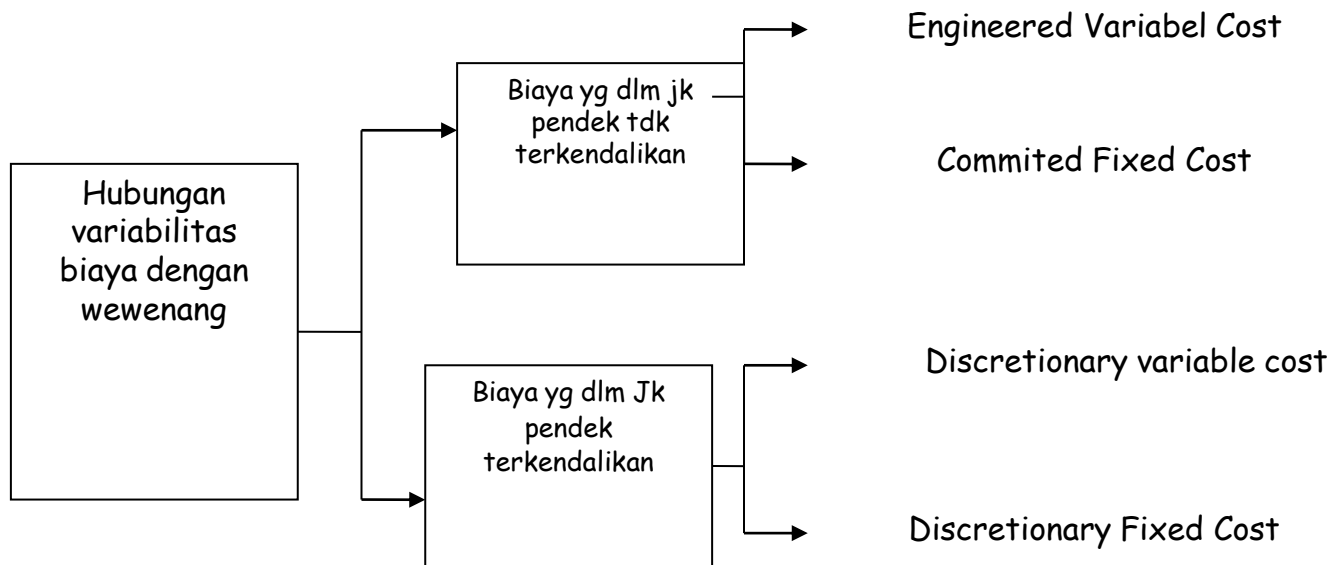 Hubungan
variabilitas
biaya dengan
wewenang
Biaya yg dlm jk
pendek tdk
terkendalikan
Engineered Variabel Cost
Commited Fixed Cost
Biaya yg dlm Jk
pendek
terkendalikan
Discretionary variable cost
Discretionary Fixed Cost